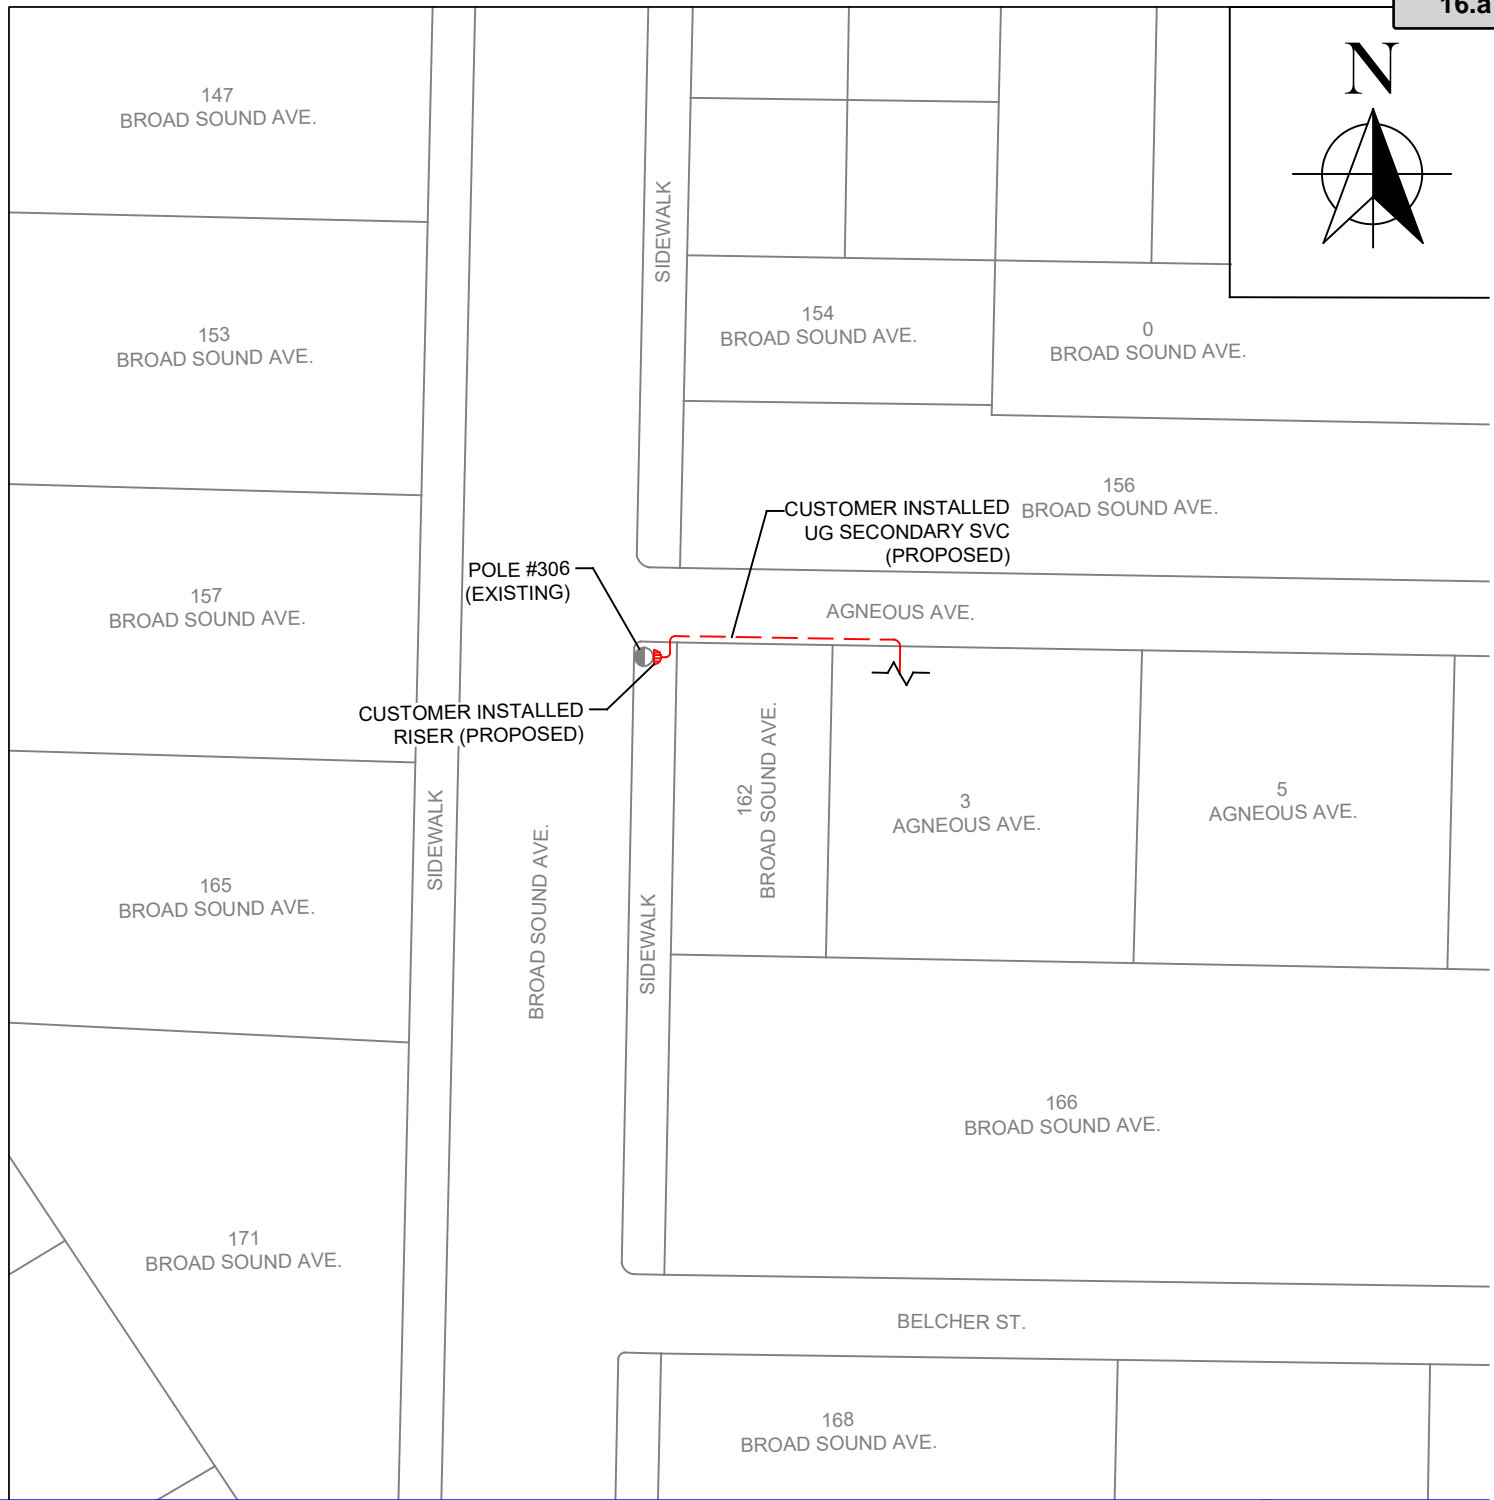 16.a
N
147
BROAD SOUND AVE.
SIDEWALK
154
BROAD SOUND AVE.
0
BROAD SOUND AVE.
153
BROAD SOUND AVE.
156
BROAD SOUND AVE.
CUSTOMER INSTALLED
UG SECONDARY SVC
(PROPOSED)
POLE #306
(EXISTING)
157
BROAD SOUND AVE.
AGNEOUS AVE.
CUSTOMER INSTALLED
RISER (PROPOSED)
162
BROAD SOUND AVE.
3
AGNEOUS AVE.
5
AGNEOUS AVE.
SIDEWALK
BROAD SOUND AVE.
SIDEWALK
165
BROAD SOUND AVE.
166
BROAD SOUND AVE.
171
BROAD SOUND AVE.
BELCHER ST.
168
BROAD SOUND AVE.